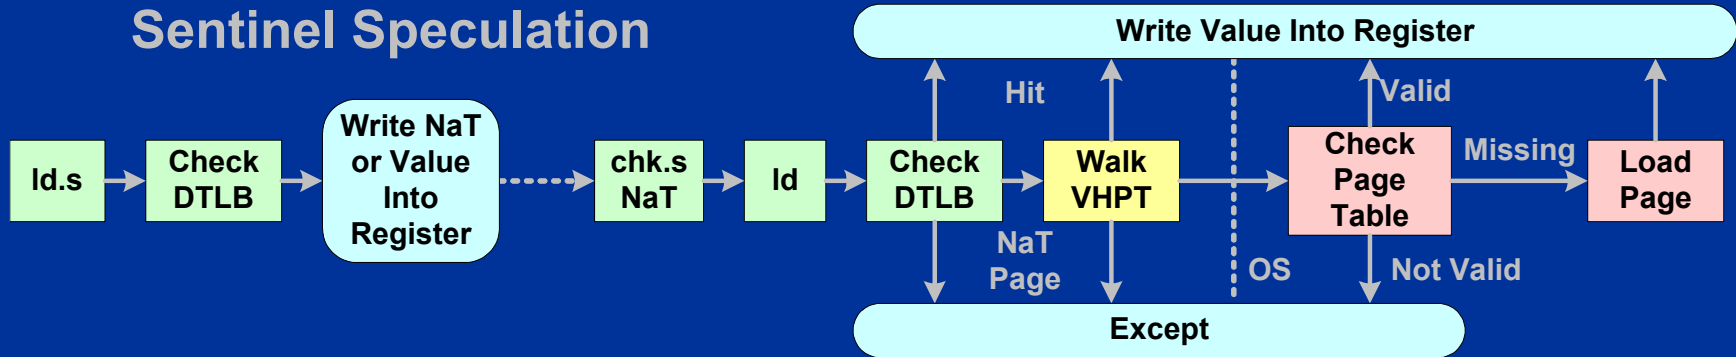 Sentinel Speculation
Write Value Into Register
Hit
Valid
ld.s
Check
DTLB
Write NaT
or Value
Into
Register
chk.s
NaT
ld
Check
DTLB
Walk
VHPT
Check
Page
Table
Missing
Load
Page
NaT
Page
OS
Not Valid
Except